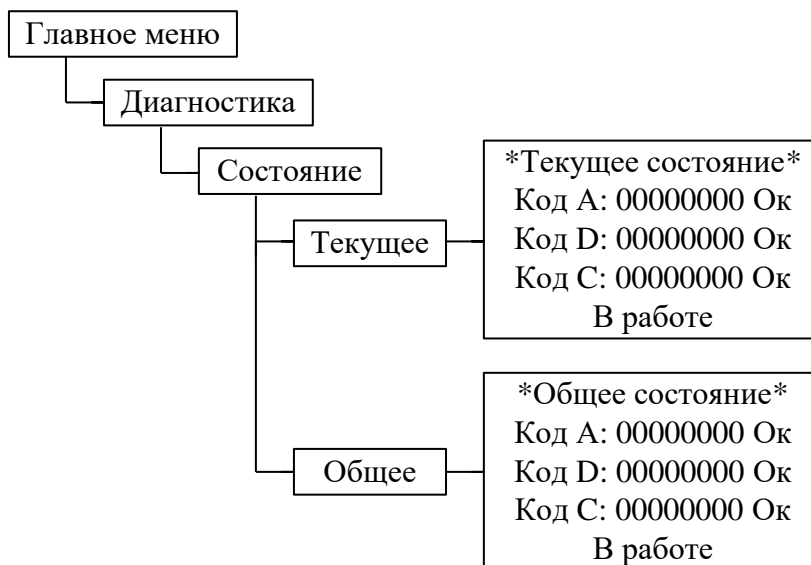 Главное меню
Диагностика
Состояние
Текущее
*Текущее состояние*
Код А: 00000000 Ок
Код D: 00000000 Ок
Код С: 00000000 Ок
В работе
Общее
*Общее состояние*
Код А: 00000000 Ок
Код D: 00000000 Ок
Код С: 00000000 Ок
В работе